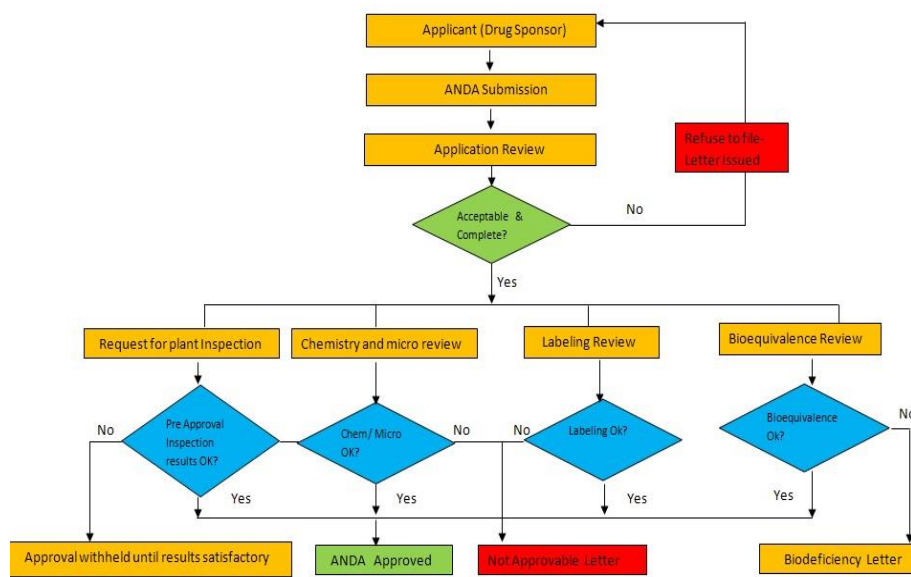 Applicant (Drug Sponsor)
ANDA Submission
Refuse to file-
Letter issued
Application Review
Acceptable &
Complete?
No
Yes
Request for plant Inspection
Chemistry and micro review
Labeling Review
Bioequivalence Review
No
Pre Approval
Inspection
results OK?
Chem/ Micro
OK?
No
No
Labeling Ok?
Bioequivalence
Ok?
No
Yes
Yes
Yes
Yes
Approval withheld until results satisfactory
ANDA Approved
Not Approvable Letter
Biodeficiency Letter